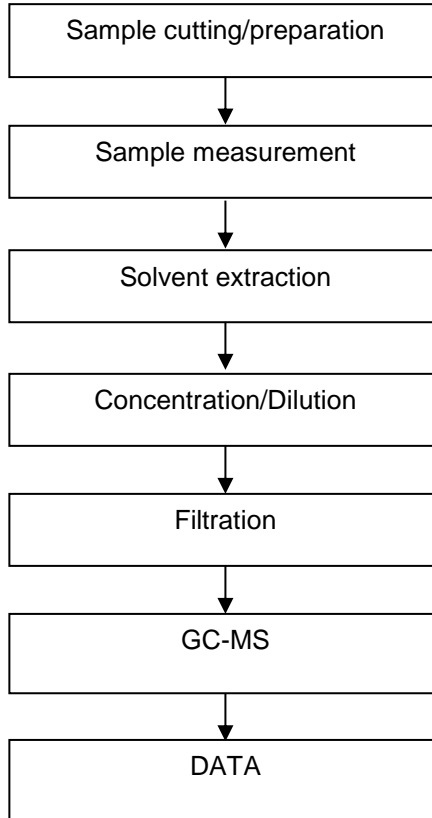 Sample cutting/preparation
Sample measurement
Solvent extraction
Concentration/Dilution
Filtration
GC-MS
DATA